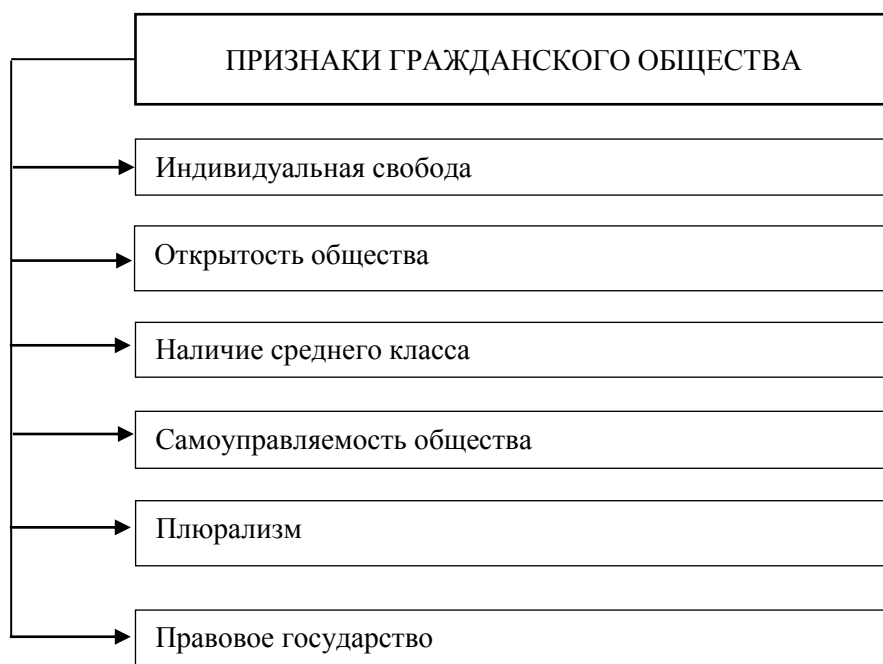 ПРИЗНАКИ ГРАЖДАНСКОГО ОБЩЕСТВА
Индивидуальная свобода
Открытость общества
Наличие среднего класса
Самоуправляемость общества
Плюрализм
Правовое государство